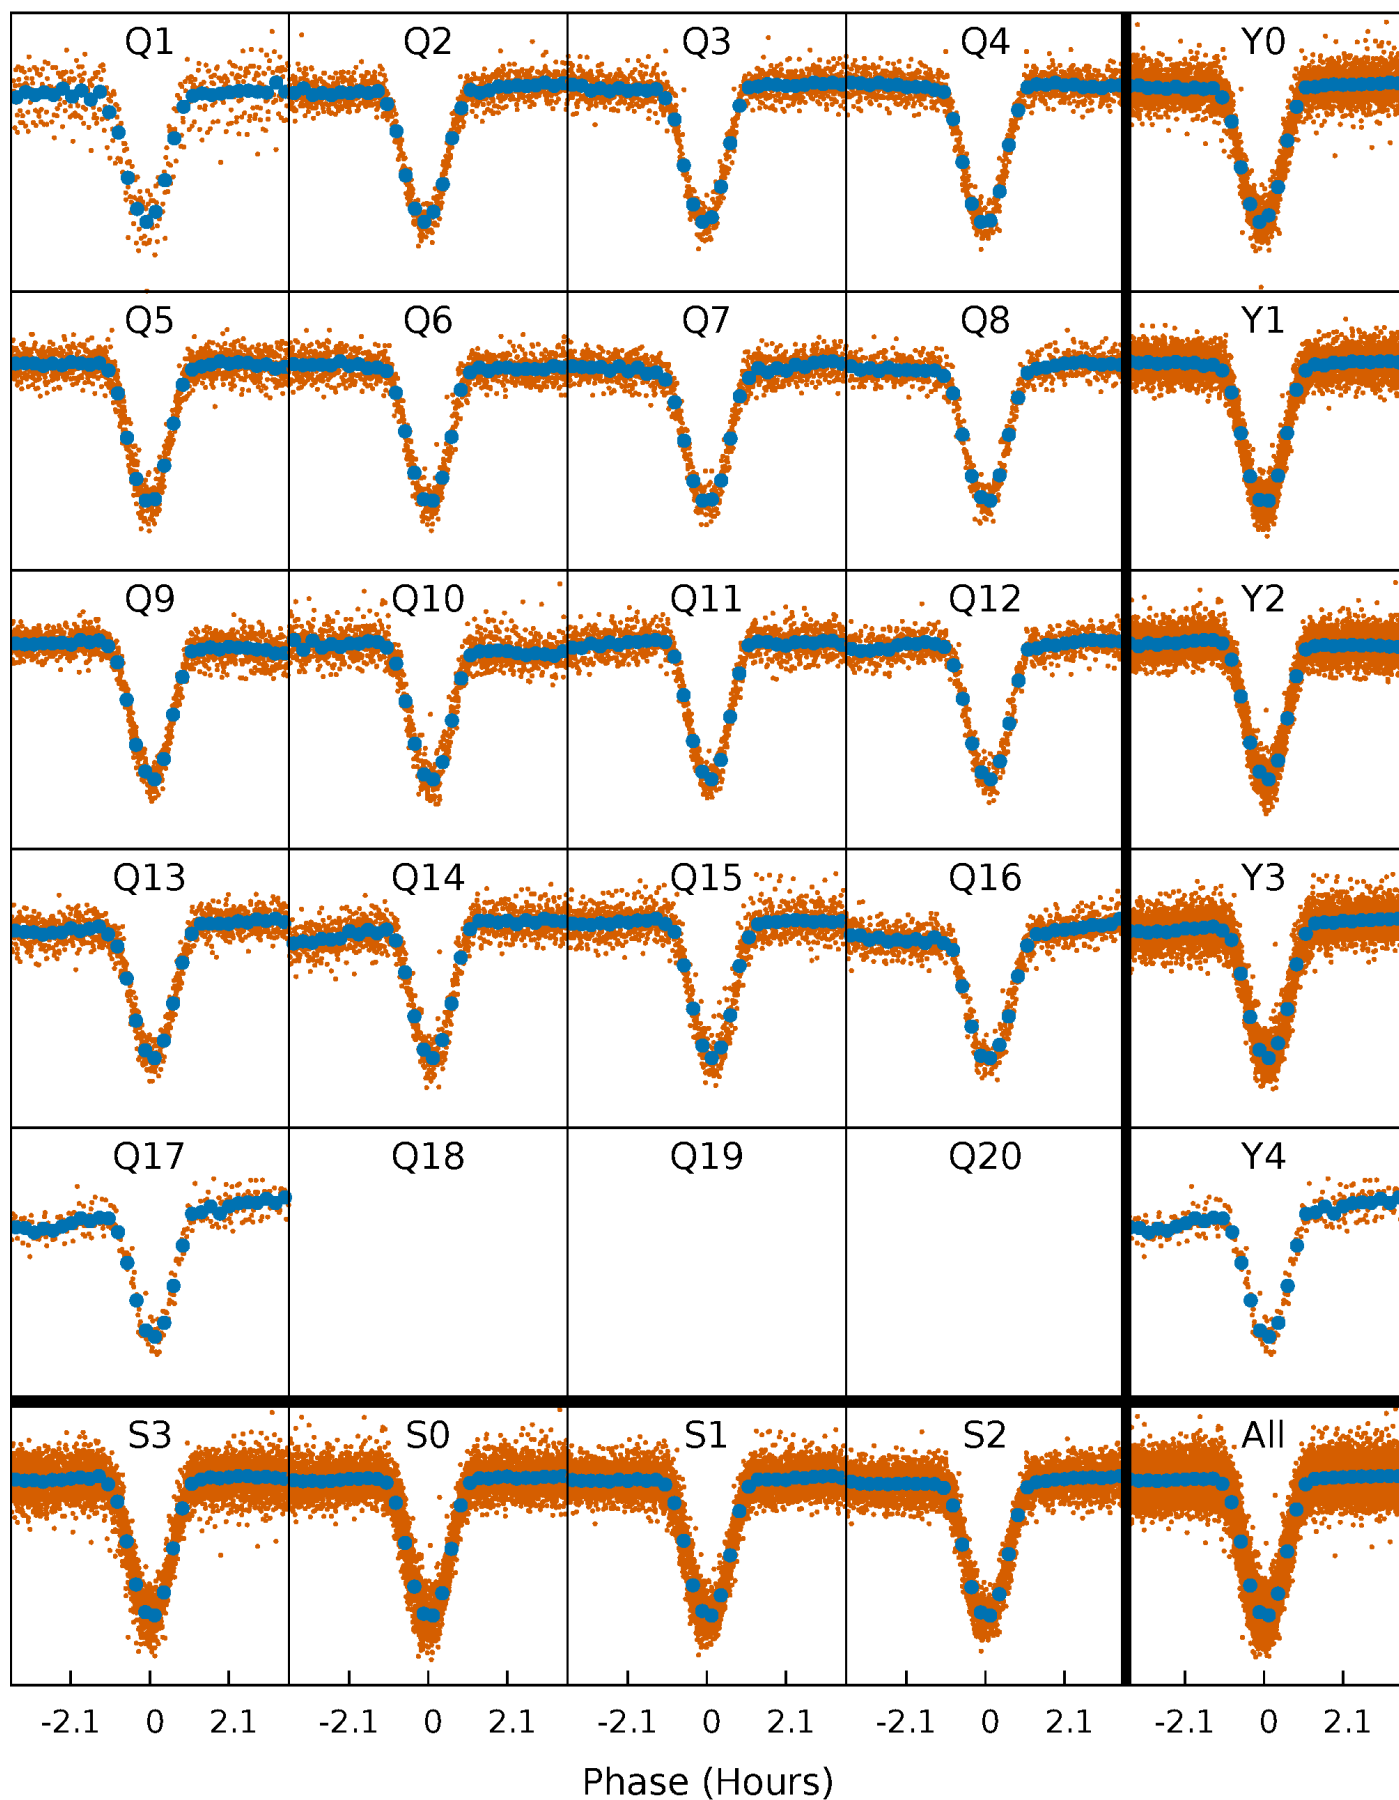 Q1 Q2 Q3 Q4 Y0
Q5 Q6 Q7 Q8 Y1
Q9 Q10 Q11 Q12 Y2
Q13 Q14 Q15 Q16 Y3
Q17 Q18 Q19 Q20 Y4
S3 S0 S1 S2 All
-2.1 0 2.1 -2.1 0 2.1 -2.1 0 2.1 -2.1 0 2.1 -2.1 0 2.1
Phase (Hours)